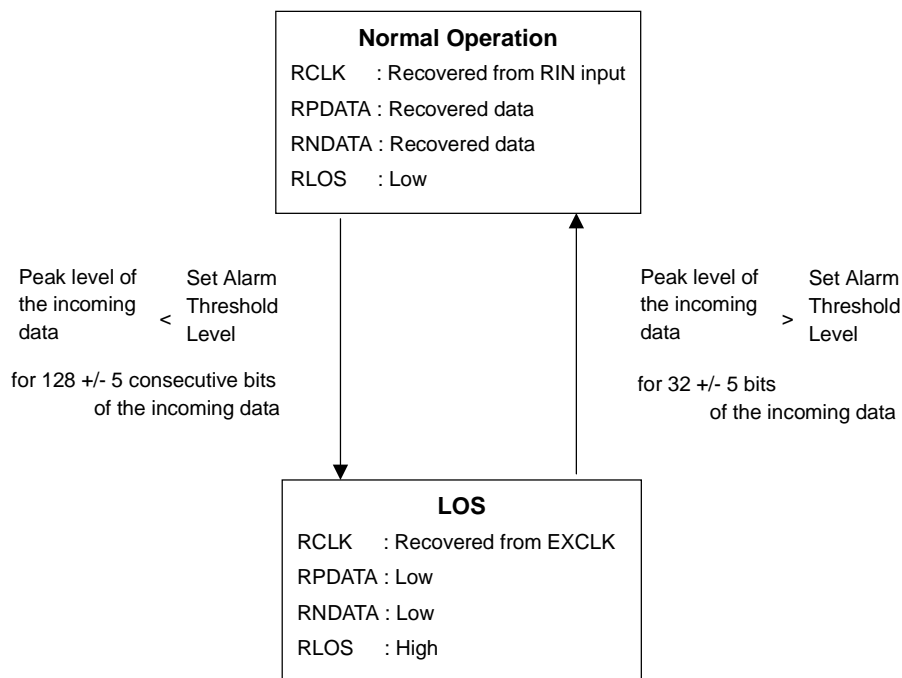 Normal Operation
RCLK : Recovered from RIN input
RPDATA : Recovered data
RNDATA : Recovered data
RLOS : Low
Peak level of
the incoming
data
<
Set Alarm
Threshold
Level
for 128 +/- 5 consecutive bits
of the incoming data
Peak level of
the incoming
data
>
Set Alarm
Threshold
Level
for 32 +/- 5 bits
of the incoming data
LOS
RCLK : Recovered from EXCLK
RPDATA : Low
RNDATA : Low
RLOS : High